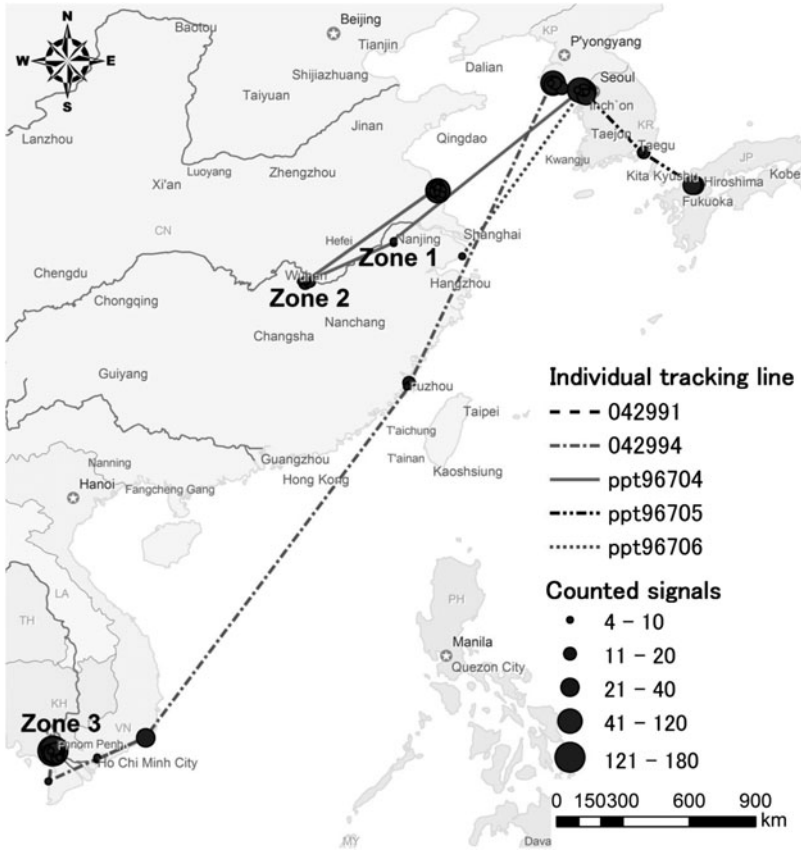 N
W E
S
Baotou
Beijing
Tianjin
KP
P'yongyang
Shijiazhuang
Dalian
Seoul
Taiyuan
Inch'on
Jinan
Lanzhou
Taejon
KR
Taegu
Qingdao
Luoyang
Zhengzhou
Kwangju
JP
Xi'an
Kita Kyushu
Hiroshima
Kobe
Fukuoka
CN
Hefei
Nanjing
Shanghai
Zone 1
Chengdu
Wuhan
Hangzhou
Zone 2
Chongqing
Nanchang
Changsha
Guiyang
Fuzhou
Taipei
T'aichung
Guangzhou
T'ainan
Nanning
Hong Kong
Kaohsiung
Hanoi
Fangcheng Gang
LA
TH
PH
Manila
Quezon City
KH
Zone 3
VN
Pnnom Penh
Ho Chi Minh City
MY
Dava
Individual tracking line
042991
042994
ppt96704
ppt96705
ppt96706
Counted signals
4 - 10
11 - 20
21 - 40
41 - 120
121 - 180
0 150300 600 900
km